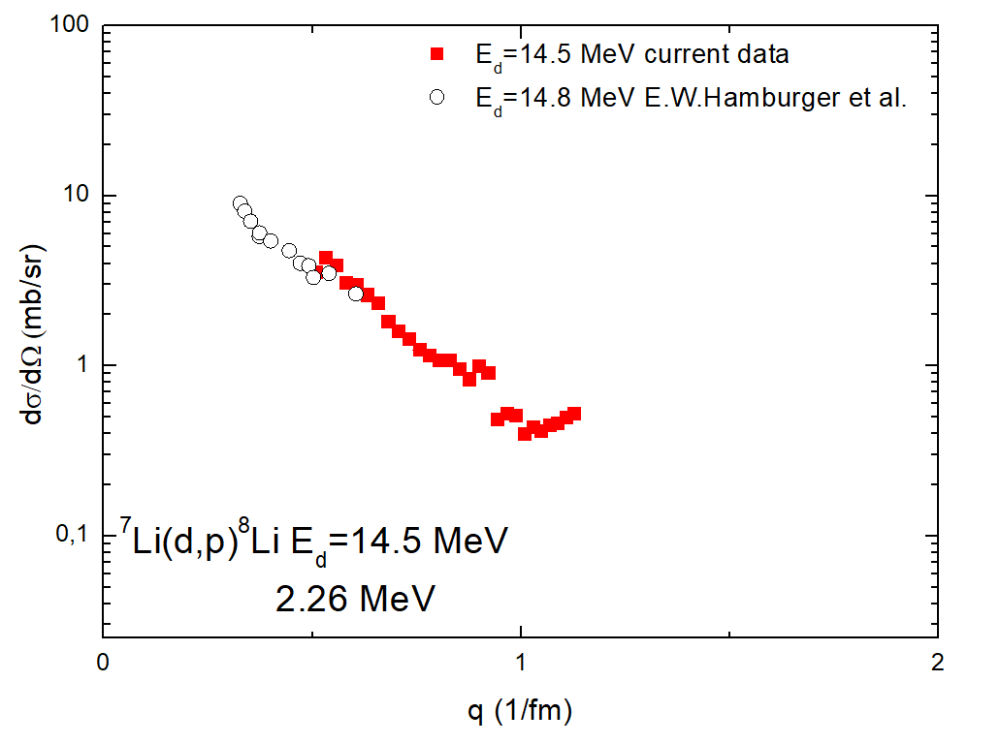 100
E_d=14.5 MeV current data
E_d=14.8 MeV E.W.Hamburger et al.
10
dσ/dΩ (mb/sr)
1
0,1
⁷Li(d,p)⁸Li E_d=14.5 MeV
2.26 MeV
0 1 2
q (1/fm)